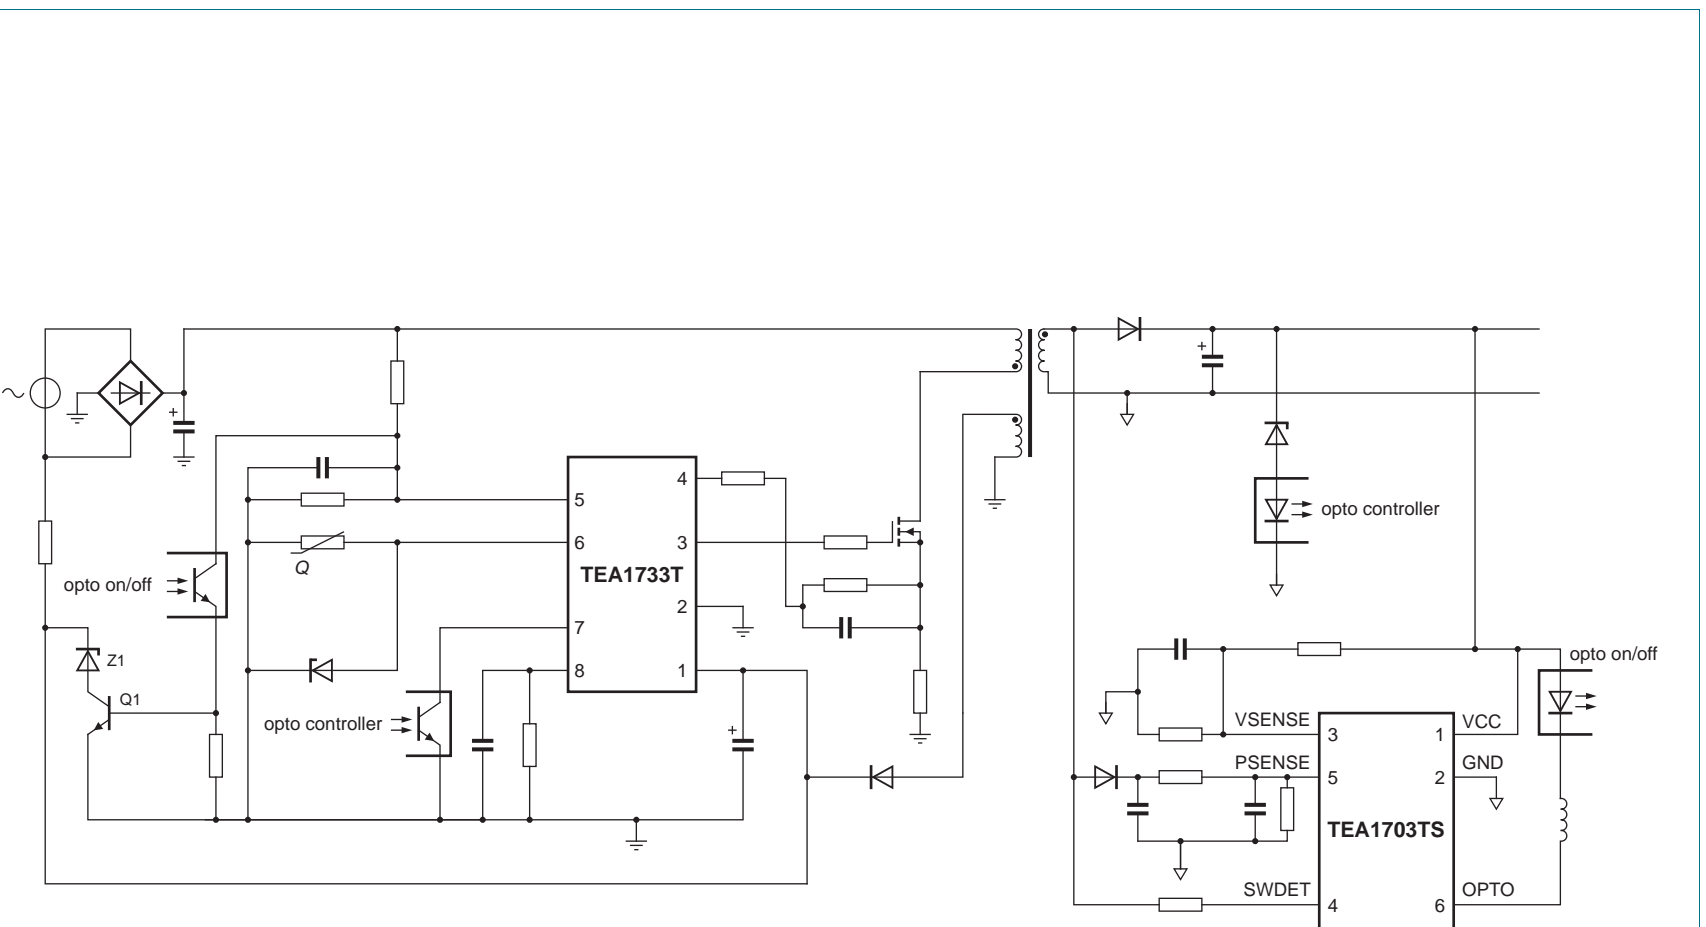 opto on/off
Z1
Q1
+
Q
opto controller
5
6
7
8
4
3
2
1
TEA1733T
+
+
opto controller
opto on/off
VSENSE
PSENSE
SWDET
3
5
4
1
2
6
TEA1703TS
VCC
GND
OPTO